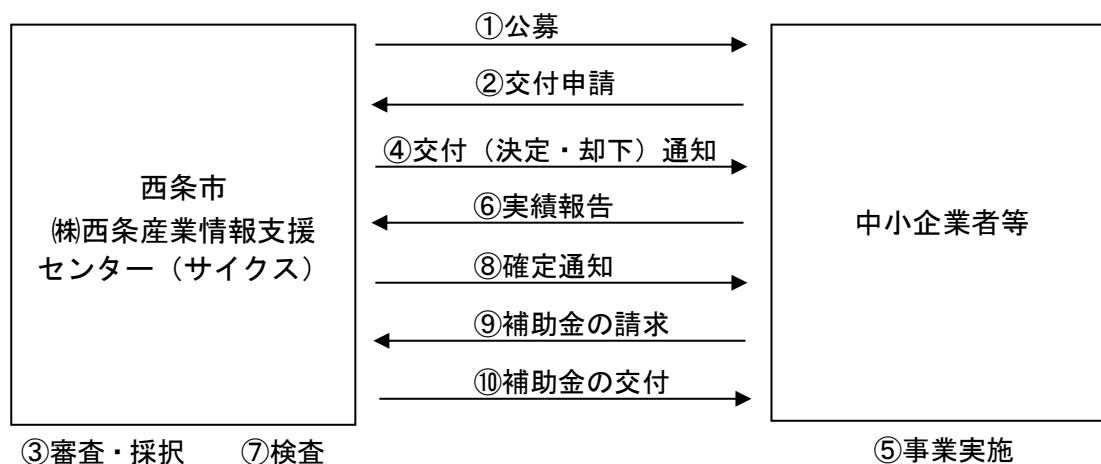 ①公募
②交付申請
④交付（決定・却下）通知
⑥実績報告
⑧確定通知
⑨補助金の請求
⑩補助金の交付
西条市
㈱西条産業情報支援
センター（サイクス）
中小企業者等
③審査・採択 ⑦検査
⑤事業実施